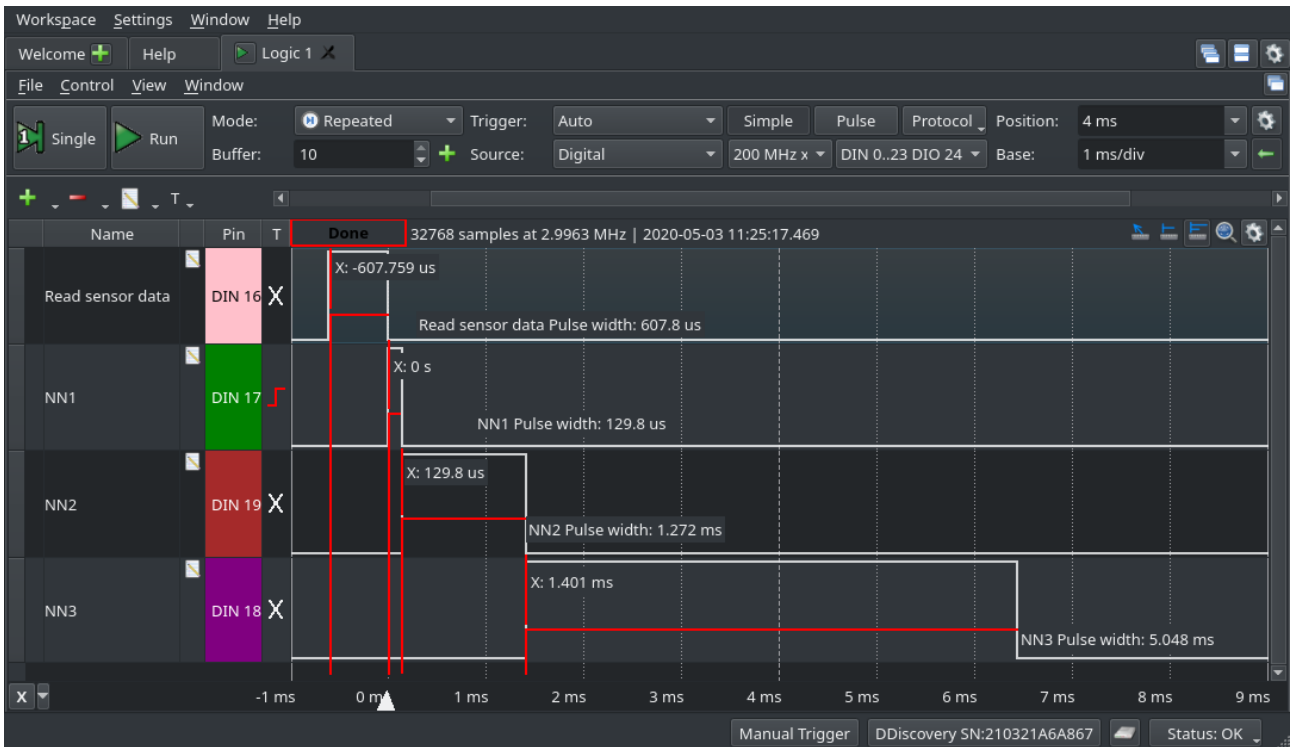 Workspace Settings Window Help
Welcome Help Logic 1
File Control View Window
1 Single Run Mode: Repeated Trigger: Auto Simple Pulse Protocol Position: 4 ms
Buffer: 10 Source: Digital 200 MHz x DIN 0..23 DIO 24 Base: 1 ms/div
T
Name Pin T Done 32768 samples at 2.9963 MHz | 2020-05-03 11:25:17.469
X: -607.759 us
Read sensor data DIN 16 X
Read sensor data Pulse width: 607.8 us
X: 0 s
NN1 DIN 17
NN1 Pulse width: 129.8 us
X: 129.8 us
NN2 DIN 19 X
NN2 Pulse width: 1.272 ms
X: 1.401 ms
NN3 DIN 18 X
NN3 Pulse width: 5.048 ms
X -1 ms 0 ms 1 ms 2 ms 3 ms 4 ms 5 ms 6 ms 7 ms 8 ms 9 ms
Manual Trigger DDiscovery SN:210321A6A867 Status: OK